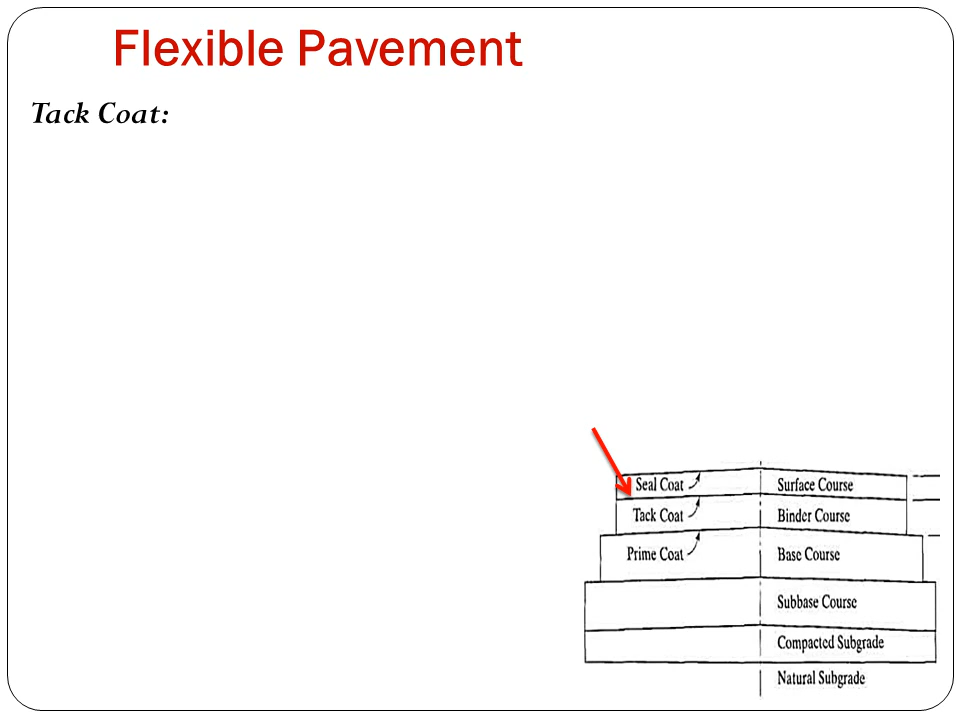 Flexible Pavement
Tack Coat:
Seal Coat
Surface Course
Tack Coat
Binder Course
Prime Coat
Base Course
Subbase Course
Compacted Subgrade
Natural Subgrade